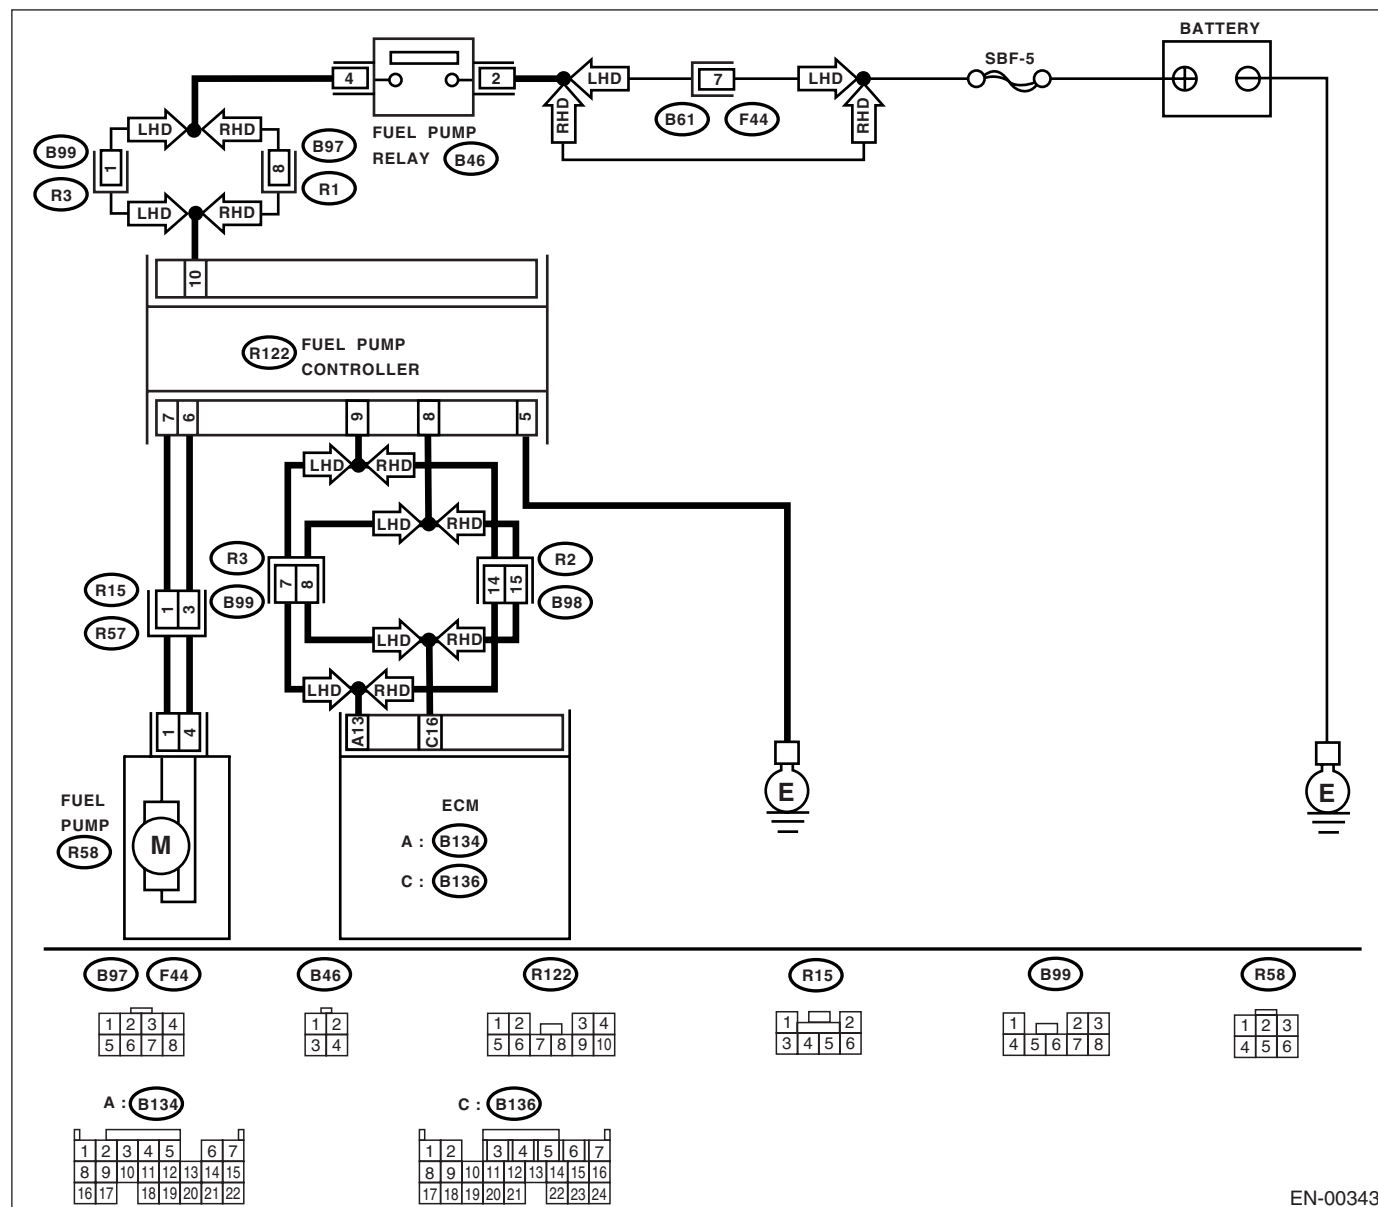 BATTERY
SBF-5
4
2
LHD
7
LHD
RHD
RHD
B61
F44
FUEL PUMP
RELAY
B46
LHD
RHD
B99
1
8
B97
R3
R1
LHD
RHD
10
R122
FUEL PUMP
CONTROLLER
7
6
9
8
5
LHD
RHD
LHD
RHD
R3
7
8
14
15
R2
R15
1
3
B99
B98
R57
LHD
RHD
LHD
RHD
1
4
A13
C16
FUEL
PUMP
R58
M
ECM
A : B134
C : B136
E
E
B97
F44
B46
R122
R15
B99
R58
1 2 3 4
5 6 7 8
1 2
3 4
1 2 3 4
5 6 7 8 9 10
1 2
3 4 5 6
1 2 3
4 5 6 7 8
1 2 3
4 5 6
A : B134
C : B136
1 2 3 4 5 6 7
8 9 10 11 12 13 14 15
16 17 18 19 20 21 22
1 2 3 4 5 6 7
8 9 10 11 12 13 14 15 16
17 18 19 20 21 22 23 24
EN-00343